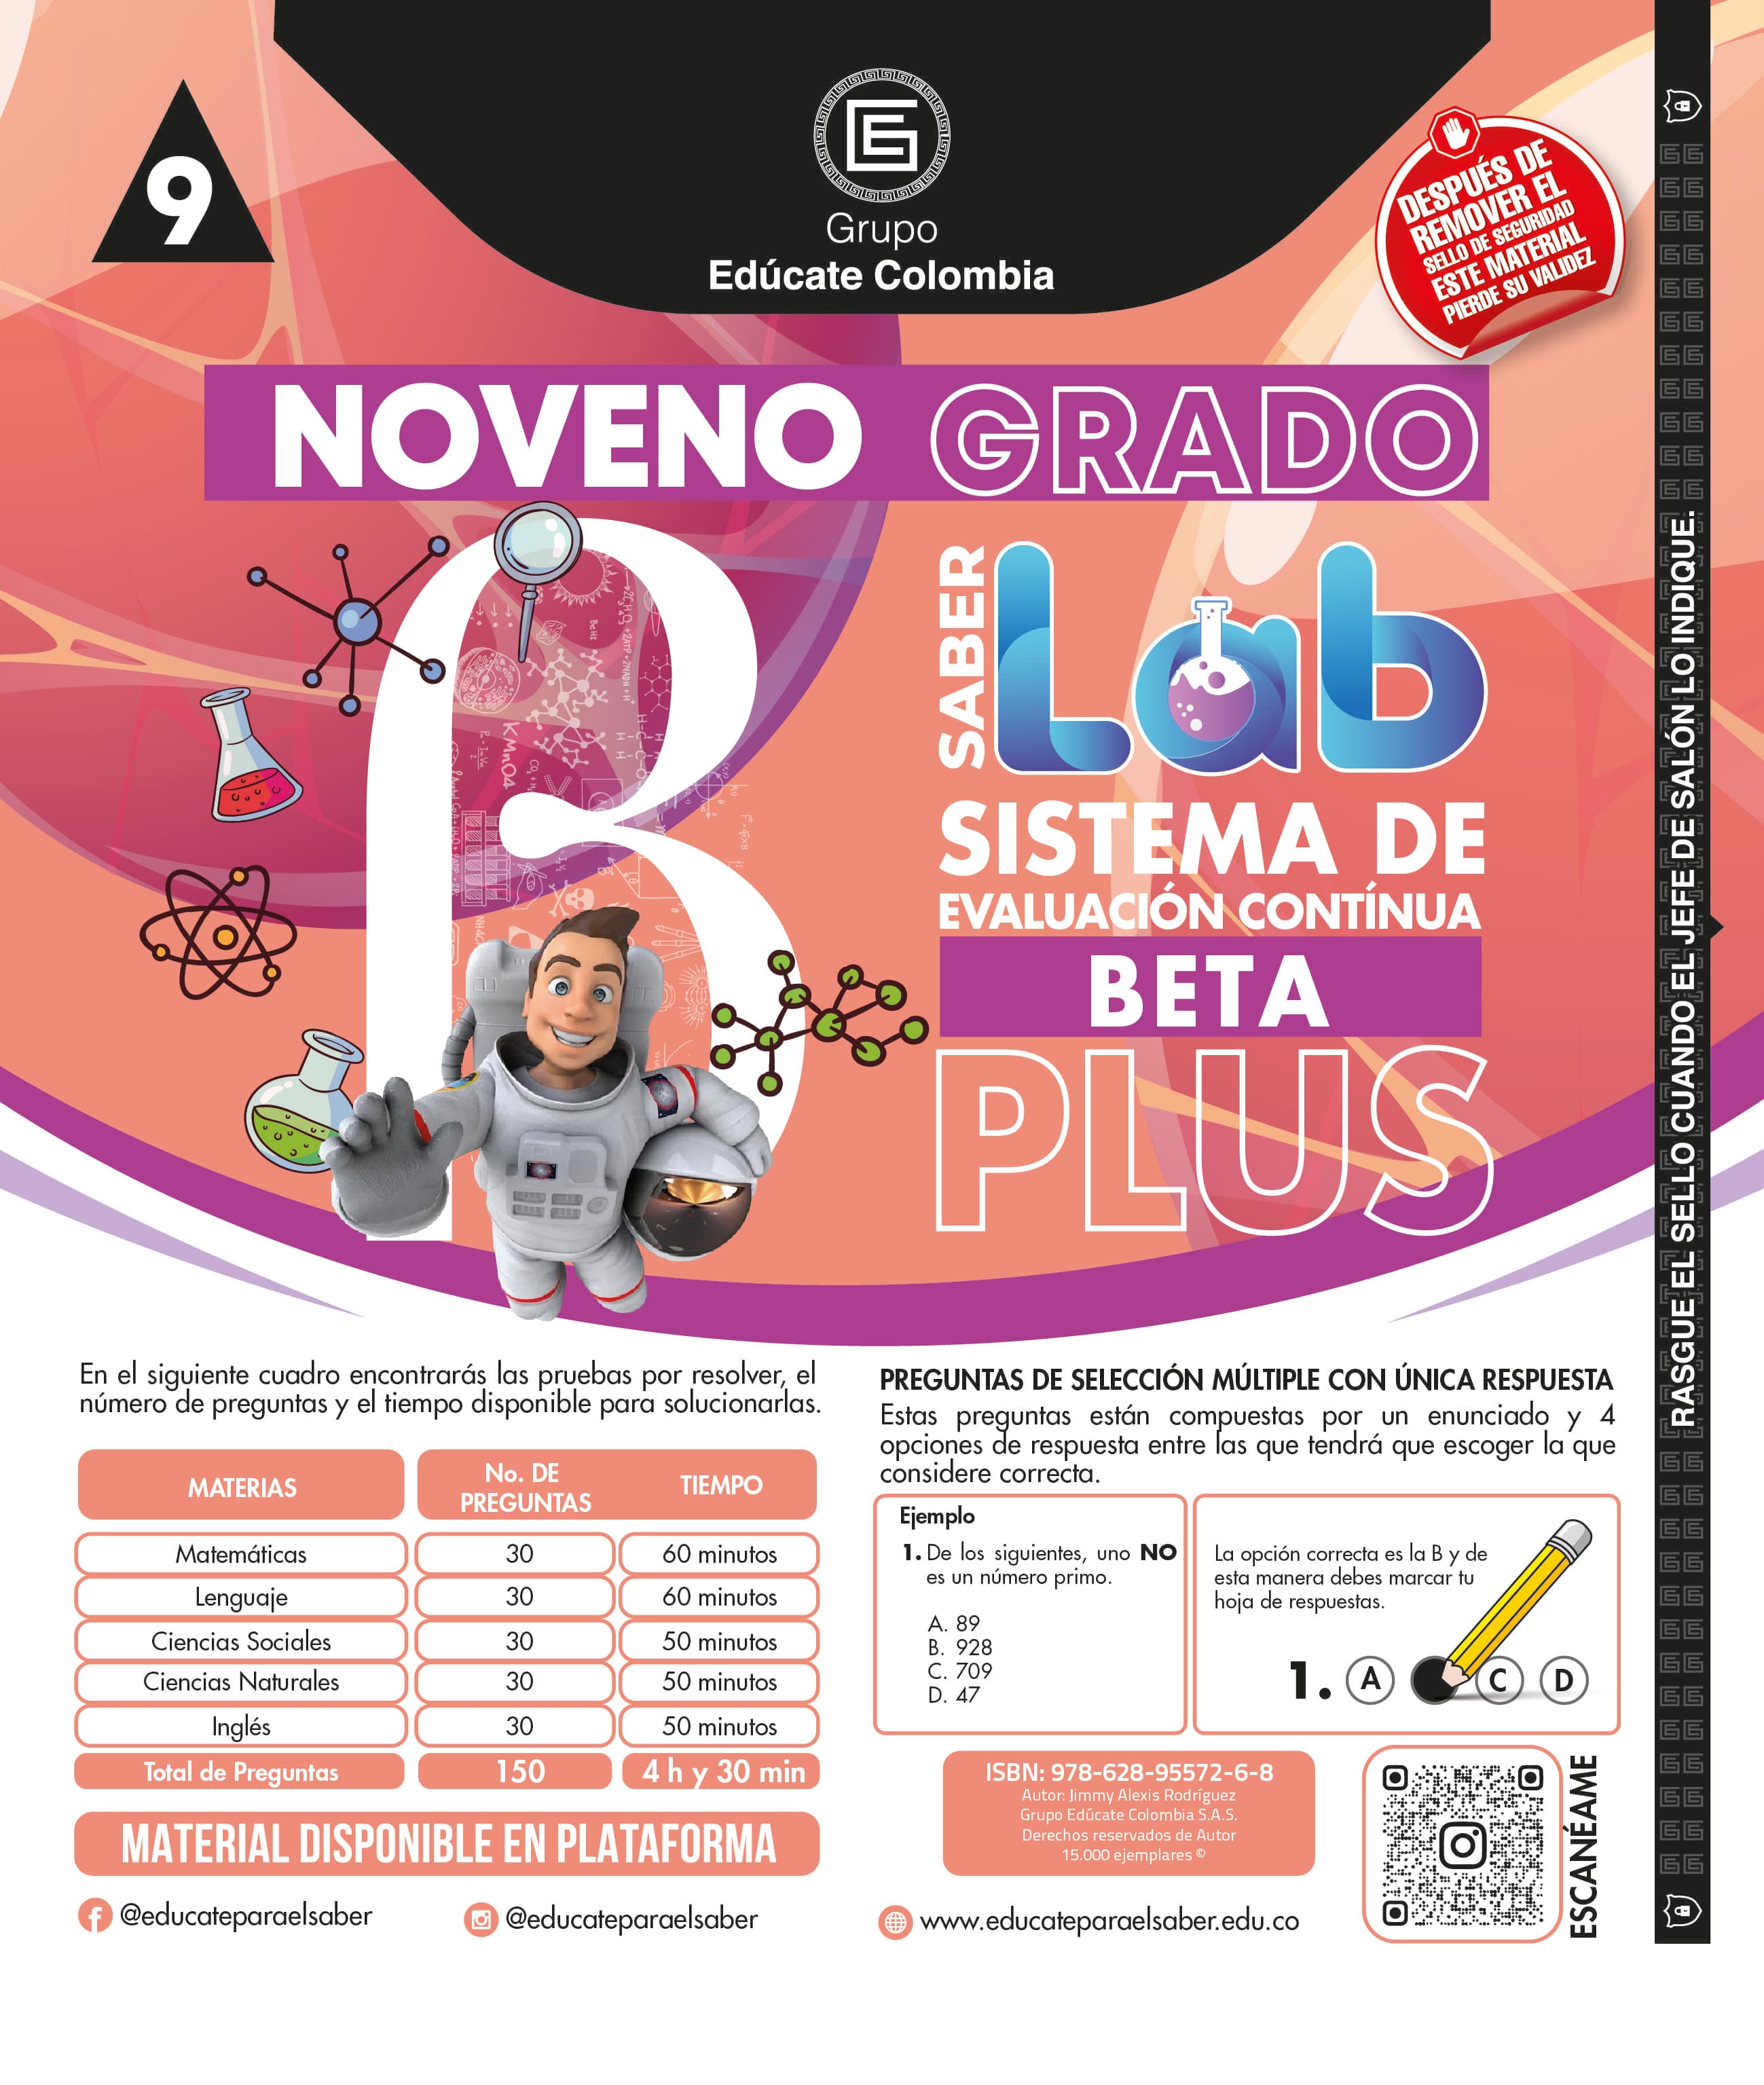 9
Grupo
Edúcate Colombia
DESPUÉS DE
REMOVER EL
SELLO DE SEGURIDAD
ESTE MATERIAL
PIERDE SU VALIDEZ
NOVENO GRADO
SABER
Lab
SISTEMA DE
EVALUACIÓN CONTÍNUA
BETA
PLUS
RASGUE EL SELLO CUANDO EL JEFE DE SALÓN LO INDIQUE.
En el siguiente cuadro encontrarás las pruebas por resolver, el
número de preguntas y el tiempo disponible para solucionarlas.
MATERIAS No. DE PREGUNTAS TIEMPO
Matemáticas 30 60 minutos
Lenguaje 30 60 minutos
Ciencias Sociales 30 50 minutos
Ciencias Naturales 30 50 minutos
Inglés 30 50 minutos
Total de Preguntas 150 4 h y 30 min
MATERIAL DISPONIBLE EN PLATAFORMA
@educateparaelsaber @educateparaelsaber
PREGUNTAS DE SELECCIÓN MÚLTIPLE CON ÚNICA RESPUESTA
Estas preguntas están compuestas por un enunciado y 4
opciones de respuesta entre las que tendrá que escoger la que
considere correcta.
Ejemplo
1. De los siguientes, uno NO
es un número primo.
A. 89
B. 928
C. 709
D. 47
La opción correcta es la B y de
esta manera debes marcar tu
hoja de respuestas.
1. A C D
ISBN: 978-628-95572-6-8
Autor: Jimmy Alexis Rodríguez
Grupo Edúcate Colombia S.A.S.
Derechos reservados de Autor
15.000 ejemplares ©
www.educateparaelsaber.edu.co
ESCANÉAME